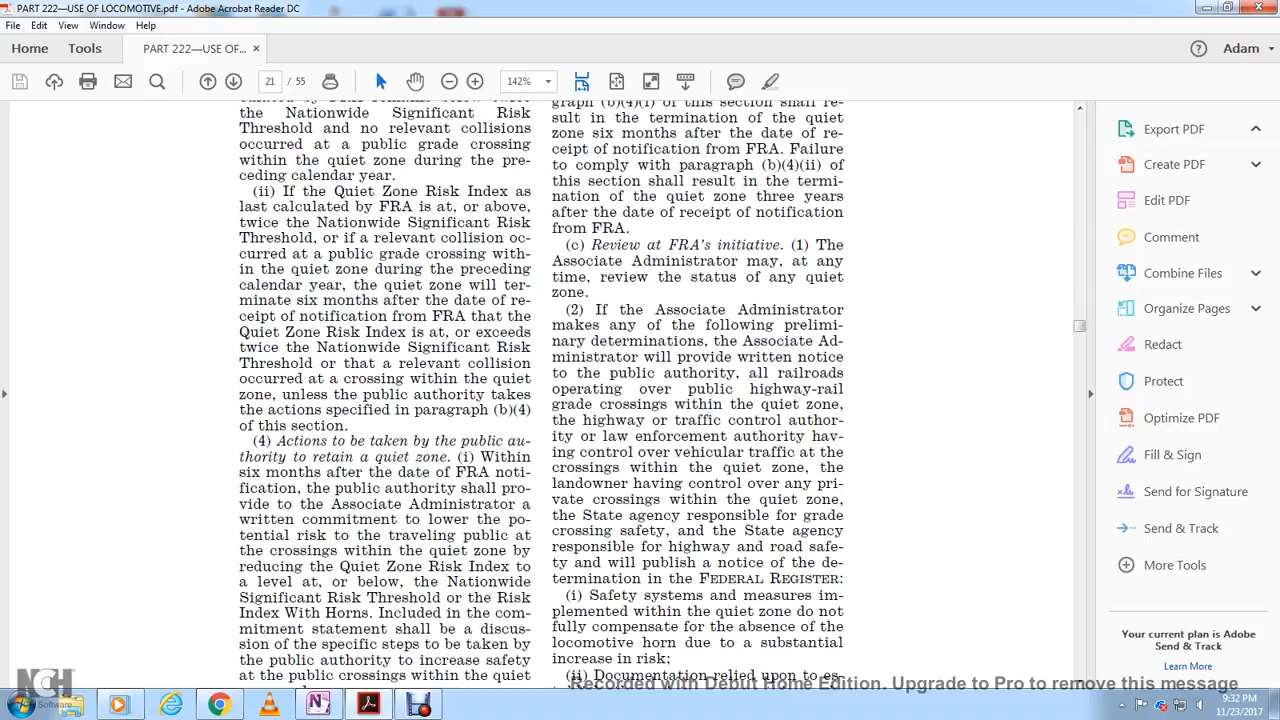 PART 222—USE OF LOCOMOTIVE.pdf - Adobe Acrobat Reader DC
File Edit View Window Help
Home Tools PART 222—USE OF... ×
Adam
21 / 55
142%
the Nationwide Significant Risk
Threshold and no relevant collisions
occurred at a public grade crossing
within the quiet zone during the pre-
ceding calendar year.
(ii) If the Quiet Zone Risk Index as
last calculated by FRA is at, or above,
twice the Nationwide Significant Risk
Threshold, or if a relevant collision oc-
curred at a public grade crossing with-
in the quiet zone during the preceding
calendar year, the quiet zone will ter-
minate six months after the date of re-
ceipt of notification from FRA that the
Quiet Zone Risk Index is at, or exceeds
twice the Nationwide Significant Risk
Threshold or that a relevant collision
occurred at a crossing within the quiet
zone, unless the public authority takes
the actions specified in paragraph (b)(4)
of this section.
(4) Actions to be taken by the public au-
thority to retain a quiet zone. (i) Within
six months after the date of FRA noti-
fication, the public authority shall pro-
vide to the Associate Administrator a
written commitment to lower the po-
tential risk to the traveling public at
the crossings within the quiet zone by
reducing the Quiet Zone Risk Index to
a level at, or below, the Nationwide
Significant Risk Threshold or the Risk
Index With Horns. Included in the com-
mitment statement shall be a discus-
sion of the specific steps to be taken by
the public authority to increase safety
at the public crossings within the quiet
graph (b)(4)(i) of this section shall re-
sult in the termination of the quiet
zone six months after the date of re-
ceipt of notification from FRA. Failure
to comply with paragraph (b)(4)(ii) of
this section shall result in the termi-
nation of the quiet zone three years
after the date of receipt of notification
from FRA.
(c) Review at FRA's initiative. (1) The
Associate Administrator may, at any
time, review the status of any quiet
zone.
(2) If the Associate Administrator
makes any of the following prelimi-
nary determinations, the Associate Ad-
ministrator will provide written notice
to the public authority, all railroads
operating over public highway-rail
grade crossings within the quiet zone,
the highway or traffic control author-
ity or law enforcement authority hav-
ing control over vehicular traffic at the
crossings within the quiet zone, the
landowner having control over any pri-
vate crossings within the quiet zone,
the State agency responsible for grade
crossing safety, and the State agency
responsible for highway and road safe-
ty and will publish a notice of the de-
termination in the FEDERAL REGISTER:
(i) Safety systems and measures im-
plemented within the quiet zone do not
fully compensate for the absence of the
locomotive horn due to a substantial
increase in risk;
(ii) Documentation relied upon to es-
Export PDF
Create PDF
Edit PDF
Comment
Combine Files
Organize Pages
Redact
Protect
Optimize PDF
Fill & Sign
Send for Signature
Send & Track
More Tools
Your current plan is Adobe
Send & Track
Learn More
Recorded with Debut Home Edition. Upgrade to Pro to remove this message
NCH
Software
9:32 PM
11/23/2017